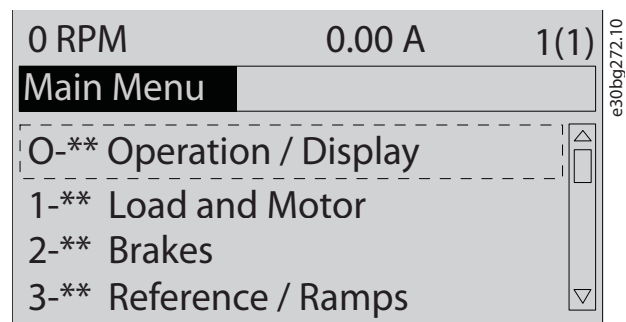 0 RPM 0.00 A 1(1)
Main Menu
O-** Operation / Display
1-** Load and Motor
2-** Brakes
3-** Reference / Ramps
e30bg272.10